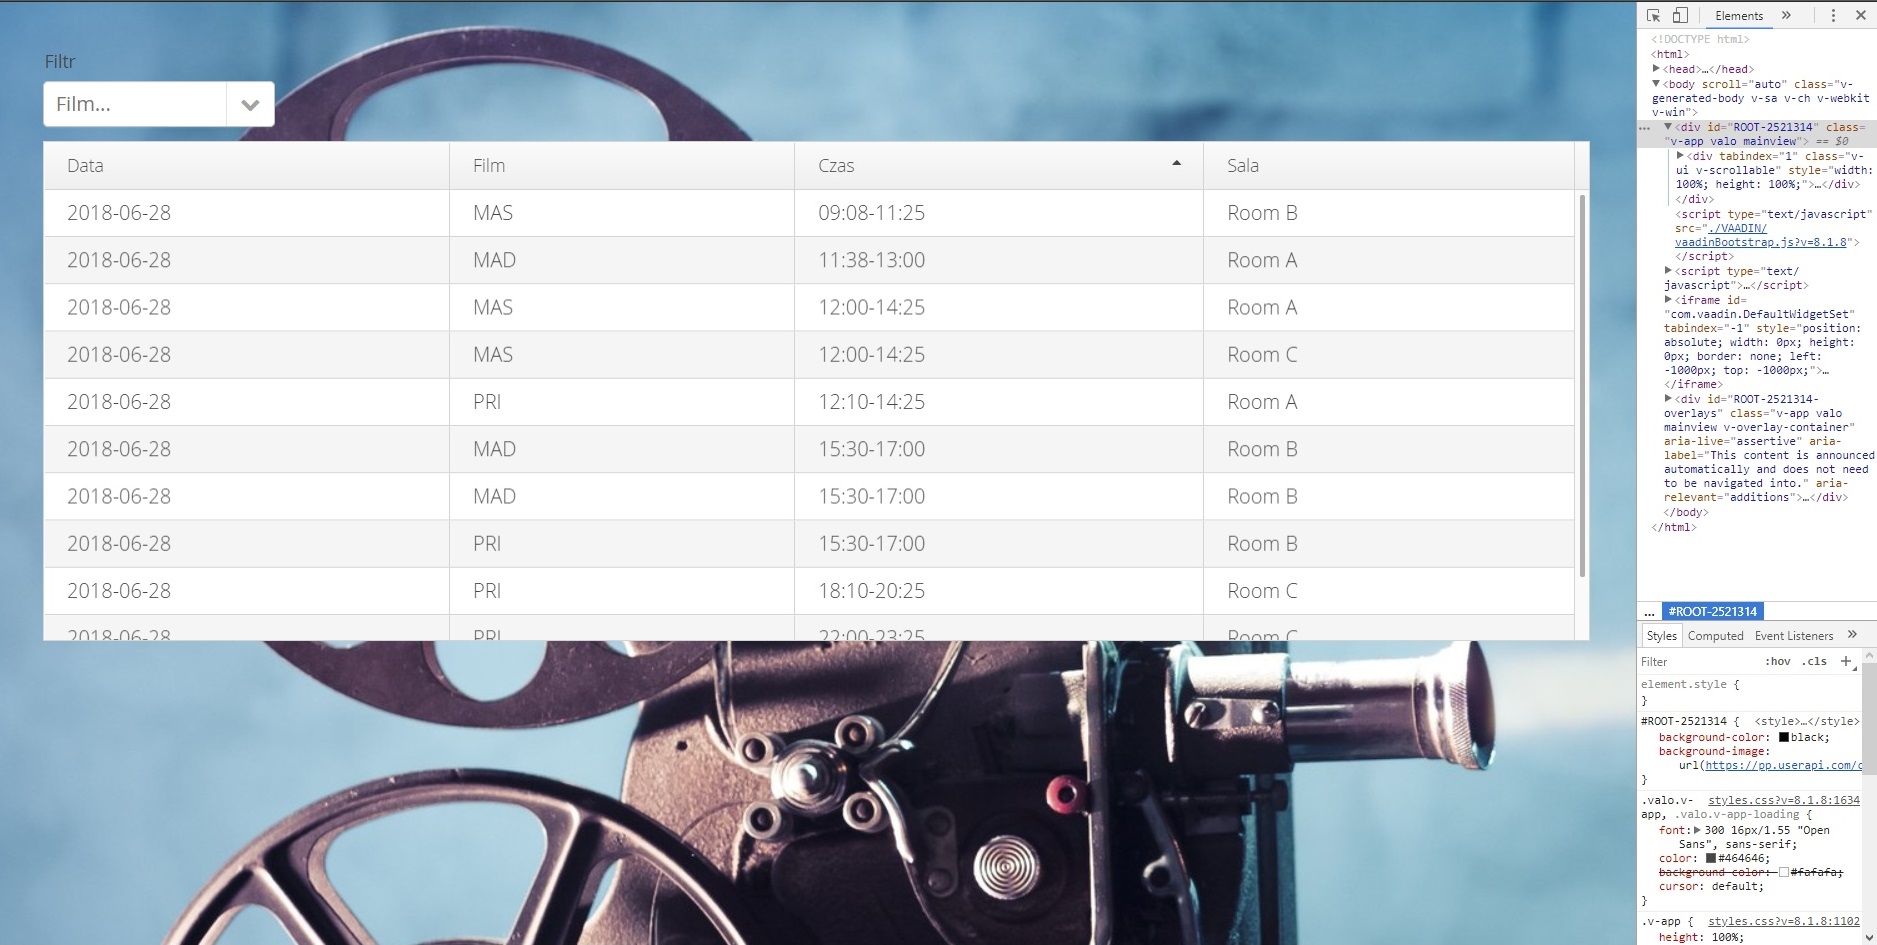 Filtr
Film...
Data Film Czas Sala
2018-06-28 MAS 09:08-11:25 Room B
2018-06-28 MAD 11:38-13:00 Room A
2018-06-28 MAS 12:00-14:25 Room A
2018-06-28 MAS 12:00-14:25 Room C
2018-06-28 PRI 12:10-14:25 Room A
2018-06-28 MAD 15:30-17:00 Room B
2018-06-28 MAD 15:30-17:00 Room B
2018-06-28 PRI 15:30-17:00 Room B
2018-06-28 PRI 18:10-20:25 Room C
2018-06-28 PRI 22:00-23:25 Room C
Elements
<!DOCTYPE html>
<html>
<head>…</head>
<body scroll="auto" class="v-
generated-body v-sa v-ch v-webkit
v-win">
… <div id="ROOT-2521314" class=
"v-app valo mainview"> == $0
<div tabindex="1" class="v-
ui v-scrollable" style="width:
100%; height: 100%;">…</div>
</div>
<script type="text/javascript"
src="./VAADIN/
vaadinBootstrap.js?v=8.1.8">
</script>
<script type="text/
javascript">…</script>
<iframe id=
"com.vaadin.DefaultWidgetSet"
tabindex="-1" style="position:
absolute; width: 0px; height:
0px; border: none; left:
-1000px; top: -1000px;">…
</iframe>
<div id="ROOT-2521314-
overlays" class="v-app valo
mainview v-overlay-container"
aria-live="assertive" aria-
label="This content is announced
automatically and does not need
to be navigated into." aria-
relevant="additions">…</div>
</body>
</html>
... #ROOT-2521314
Styles Computed Event Listeners »
Filter :hov .cls +
element.style {
}
#ROOT-2521314 { <style>…</style>
background-color: black;
background-image:
url(https://pp.userapi.com/c
}
.valo.v- styles.css?v=8.1.8:1634
app, .valo.v-app-loading {
font: 300 16px/1.55 "Open
Sans", sans-serif;
color: #464646;
background-color: #fafafa;
cursor: default;
}
.v-app { styles.css?v=8.1.8:1102
height: 100%;